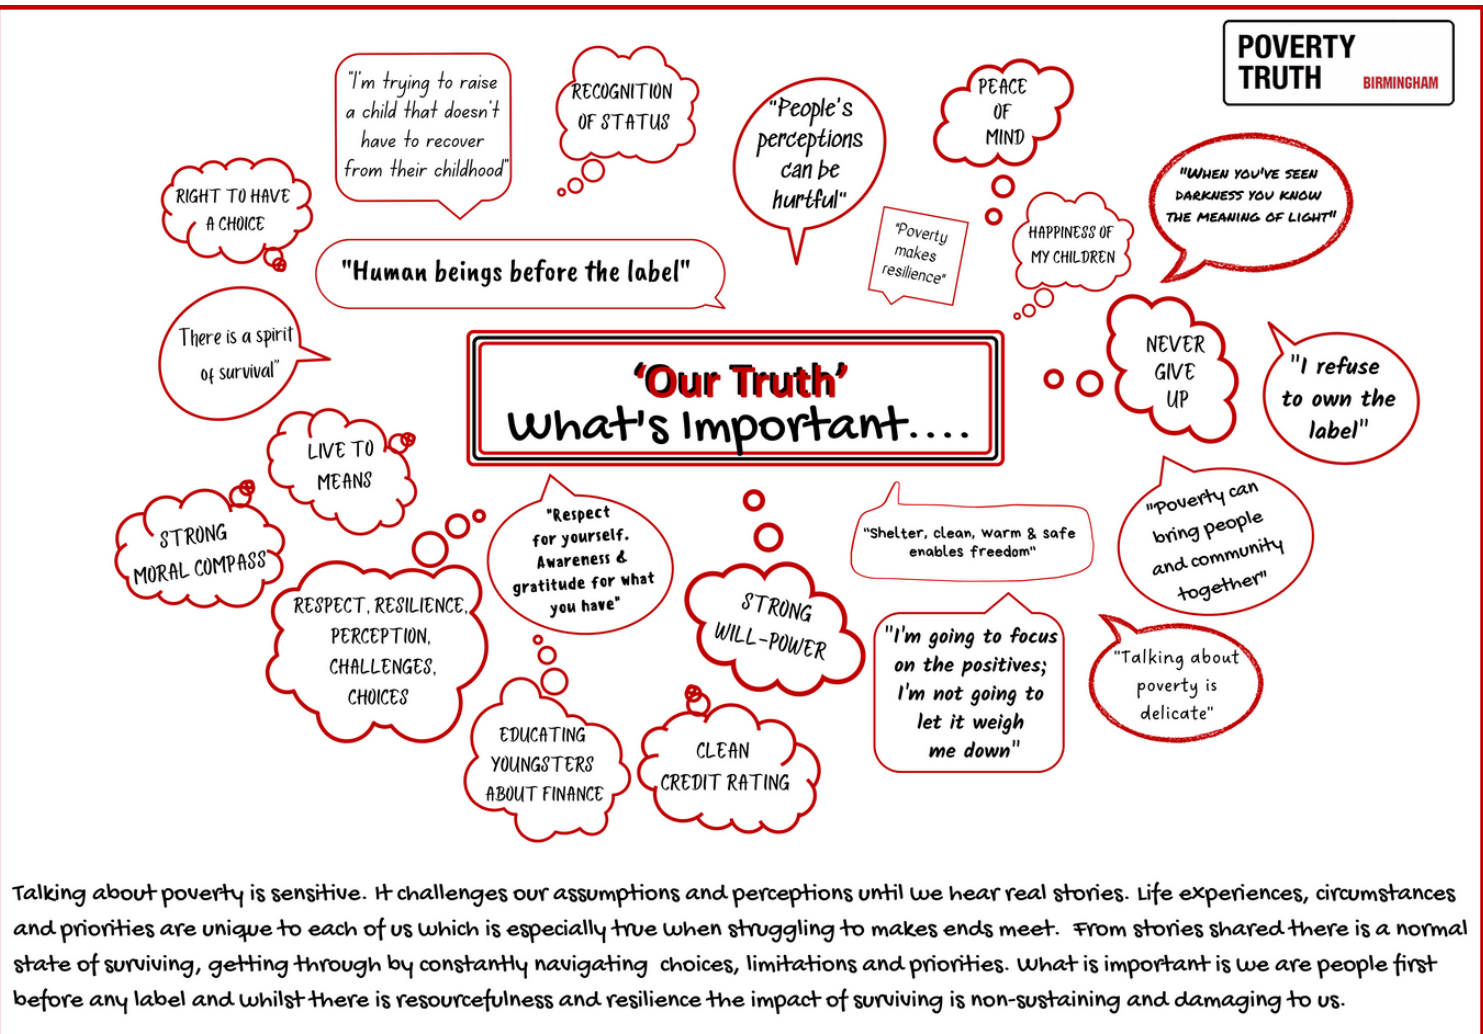 POVERTY
TRUTH BIRMINGHAM
"I'm trying to raise
a child that doesn't
have to recover
from their childhood"
RECOGNITION
OF STATUS
"People's
perceptions
can be
hurtful"
PEACE
OF
MIND
"WHEN YOU'VE SEEN
DARKNESS YOU KNOW
THE MEANING OF LIGHT"
RIGHT TO HAVE
A CHOICE
"Human beings before the label"
"Poverty
makes
resilience"
HAPPINESS OF
MY CHILDREN
There is a spirit
of survival"
'Our Truth'
What's Important....
NEVER
GIVE
UP
"I refuse
to own the
label"
LIVE TO
MEANS
STRONG
MORAL COMPASS
"Respect
for yourself.
Awareness &
gratitude for what
you have"
"Shelter, clean, warm & safe
enables freedom"
"Poverty can
bring people
and community
together"
RESPECT, RESILIENCE,
PERCEPTION,
CHALLENGES,
CHOICES
STRONG
WILL-POWER
"I'm going to focus
on the positives;
I'm not going to
let it weigh
me down"
"Talking about
poverty is
delicate"
EDUCATING
YOUNGSTERS
ABOUT FINANCE
CLEAN
CREDIT RATING
Talking about poverty is sensitive. It challenges our assumptions and perceptions until we hear real stories. Life experiences, circumstances
and priorities are unique to each of us which is especially true when struggling to makes ends meet. From stories shared there is a normal
state of surviving, getting through by constantly navigating choices, limitations and priorities. What is important is we are people first
before any label and whilst there is resourcefulness and resilience the impact of surviving is non-sustaining and damaging to us.